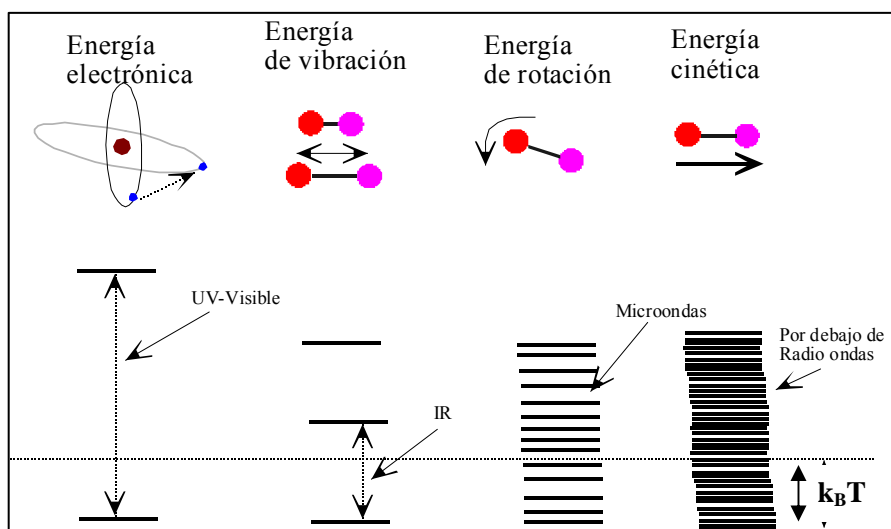 Energía
electrónica
Energía
de vibración
Energía
de rotación
Energía
cinética
UV-Visible
IR
Microondas
Por debajo de
Radio ondas
k_BT